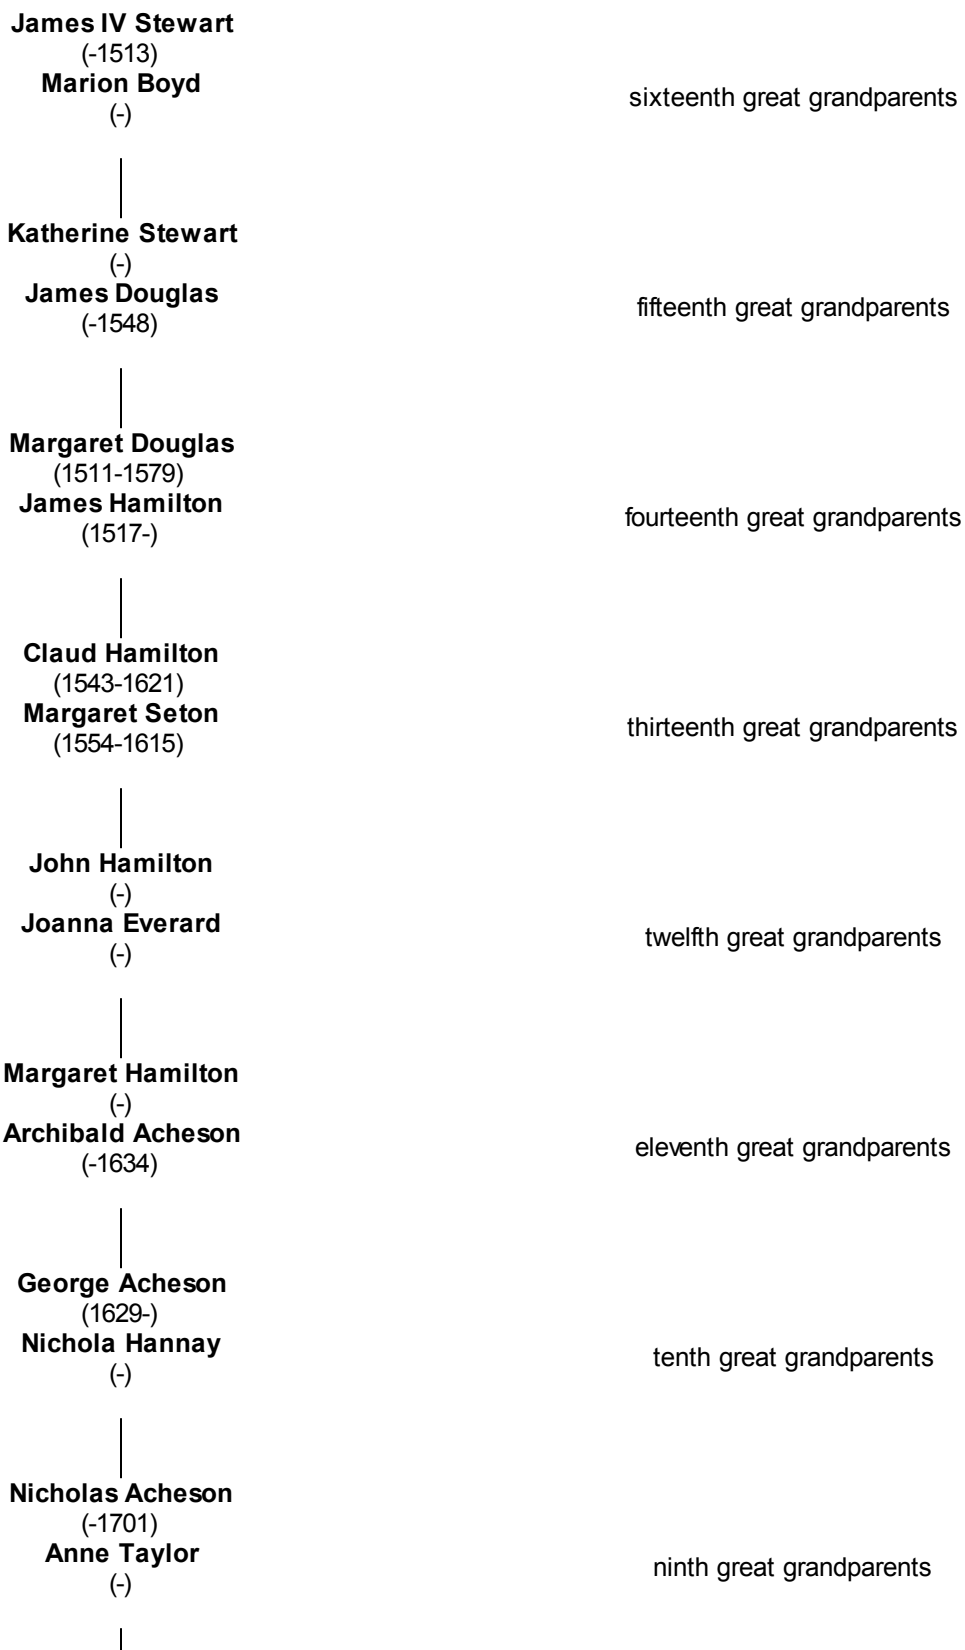 James IV Stewart
(-1513)
Marion Boyd
(-)
sixteenth great grandparents
Katherine Stewart
(-)
James Douglas
(-1548)
fifteenth great grandparents
Margaret Douglas
(1511-1579)
James Hamilton
(1517-)
fourteenth great grandparents
Claud Hamilton
(1543-1621)
Margaret Seton
(1554-1615)
thirteenth great grandparents
John Hamilton
(-)
Joanna Everard
(-)
twelfth great grandparents
Margaret Hamilton
(-)
Archibald Acheson
(-1634)
eleventh great grandparents
George Acheson
(1629-)
Nichola Hannay
(-)
tenth great grandparents
Nicholas Acheson
(-1701)
Anne Taylor
(-)
ninth great grandparents